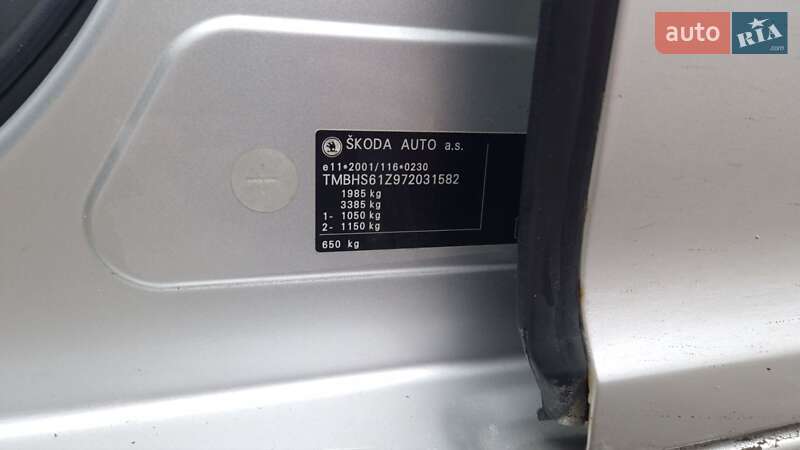 auto RIA.com
ŠKODA AUTO a.s.
e11*2001/116*0230
TMBHS61Z972031582
1985 kg
3385 kg
1- 1050 kg
2- 1150 kg
650 kg